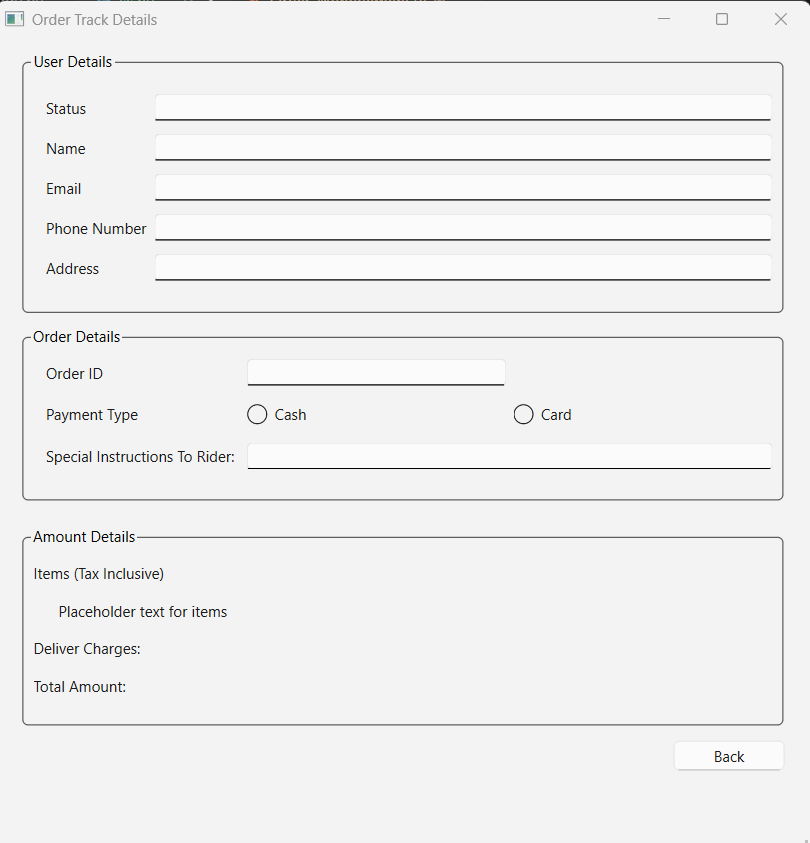 Order Track Details
User Details
Status
Name
Email
Phone Number
Address
Order Details
Order ID
Payment Type Cash Card
Special Instructions To Rider:
Amount Details
Items (Tax Inclusive)
Placeholder text for items
Deliver Charges:
Total Amount:
Back